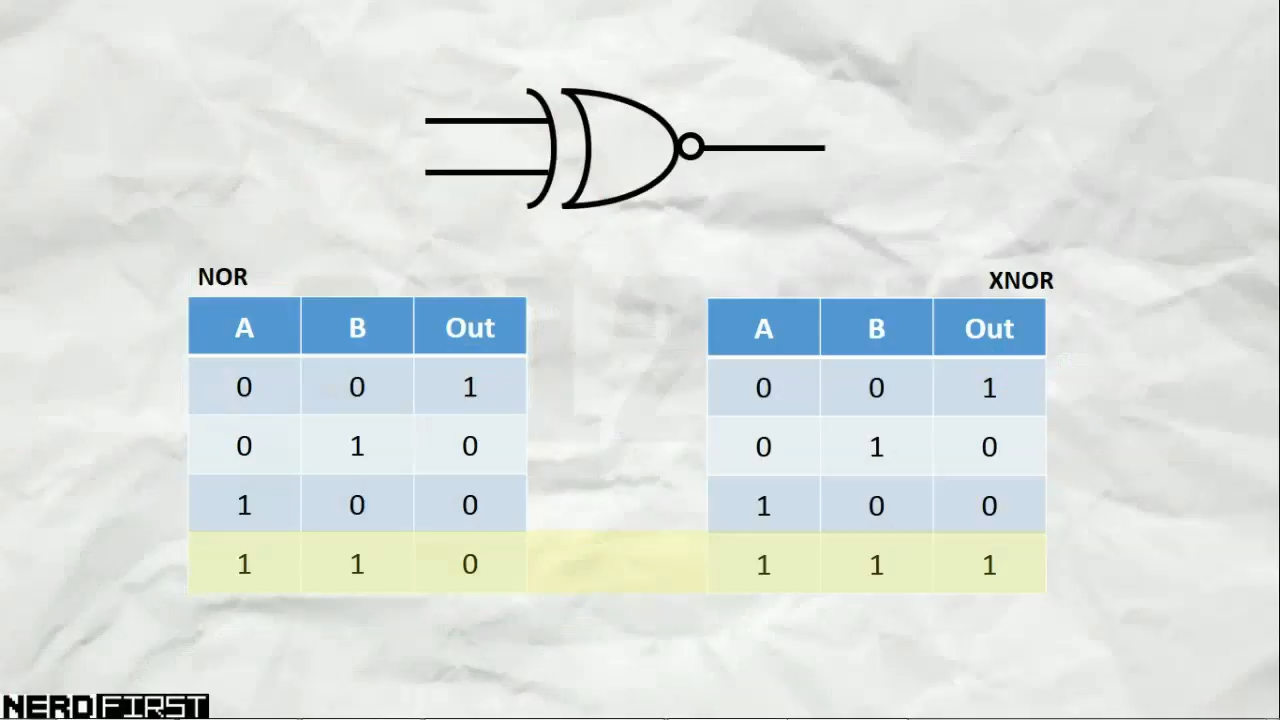 NOR
A B Out
0 0 1
0 1 0
1 0 0
1 1 0
XNOR
A B Out
0 0 1
0 1 0
1 0 0
1 1 1
NERDFIRST